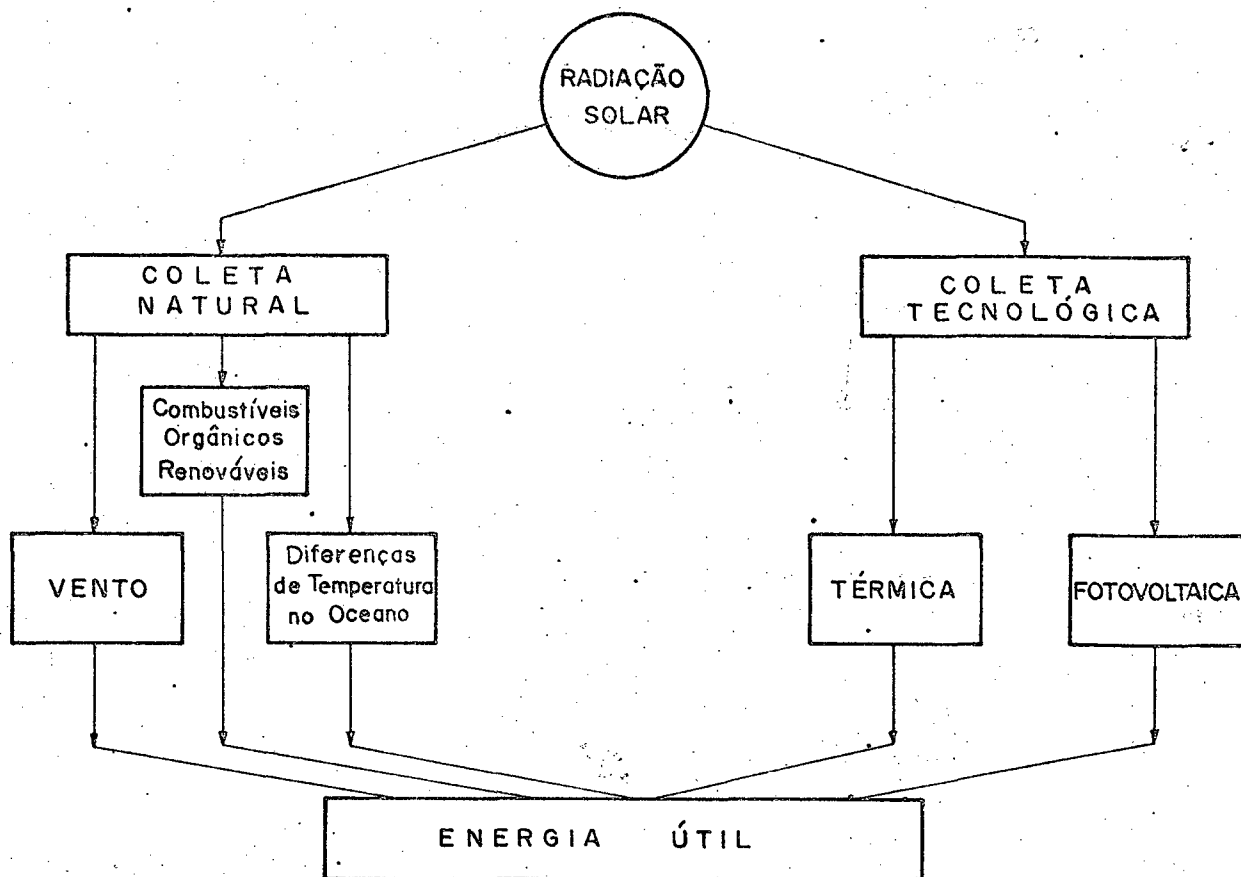 RADIAÇÃO
SOLAR
COLETA
NATURAL
COLETA
TECNOLÓGICA
Combustíveis
Orgânicos
Renováveis
VENTO
Diferenças
de Temperatura
no Oceano
TÉRMICA
FOTOVOLTAICA
ENERGIA ÚTIL